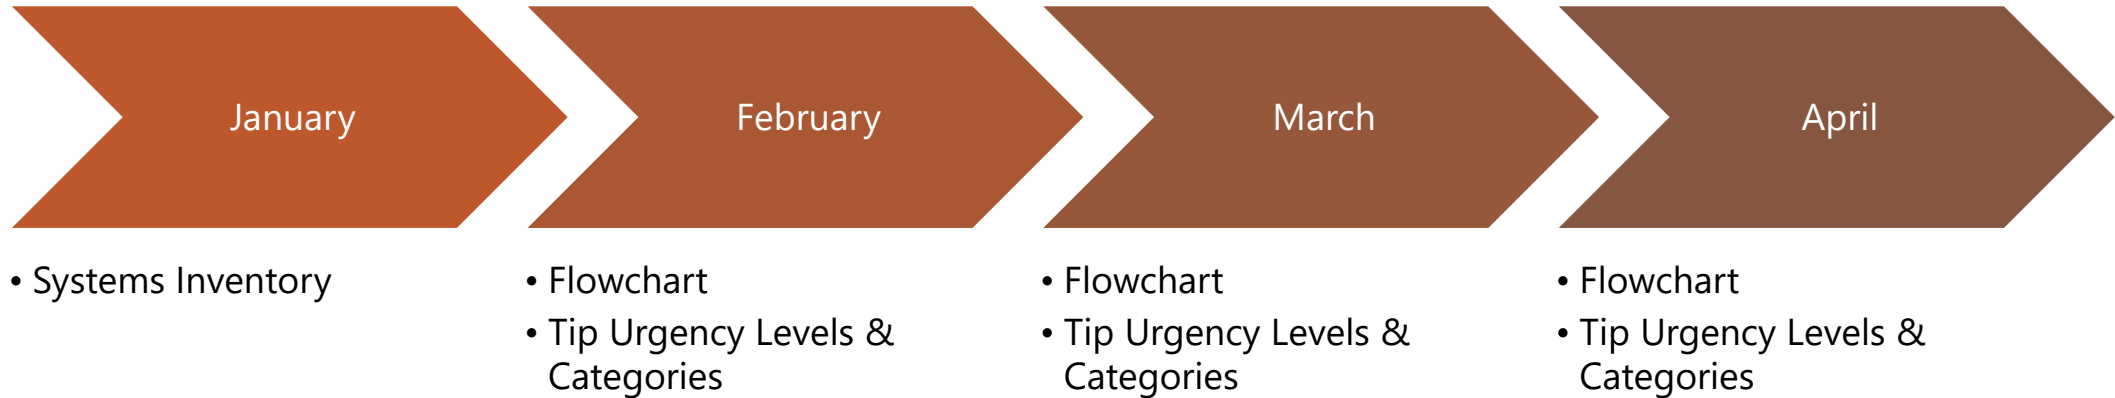 January
February
March
April
• Systems Inventory
• Flowchart
• Tip Urgency Levels &
Categories
• Flowchart
• Tip Urgency Levels &
Categories
• Flowchart
• Tip Urgency Levels &
Categories